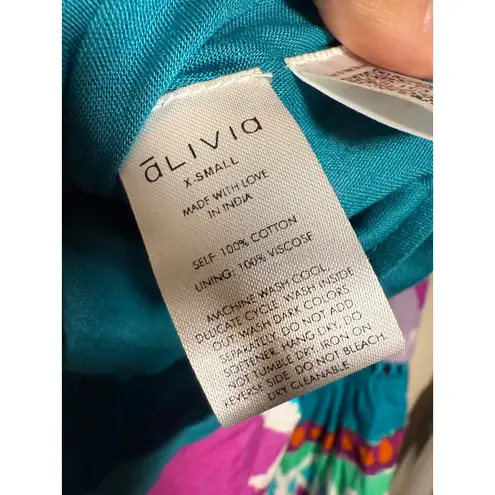 āLIVIA
X-SMALL
MADE WITH LOVE
IN INDIA
SELF: 100% COTTON
LINING: 100% VISCOSE
MACHINE WASH COOL
DELICATE CYCLE, WASH INSIDE
OUT, WASH DARK COLORS
SEPARATELY, DO NOT ADD
SOFTENER, HANG DRY, DO
NOT TUMBLE DRY, IRON ON
REVERSE SIDE, DO NOT BLEACH
DRY CLEANABLE